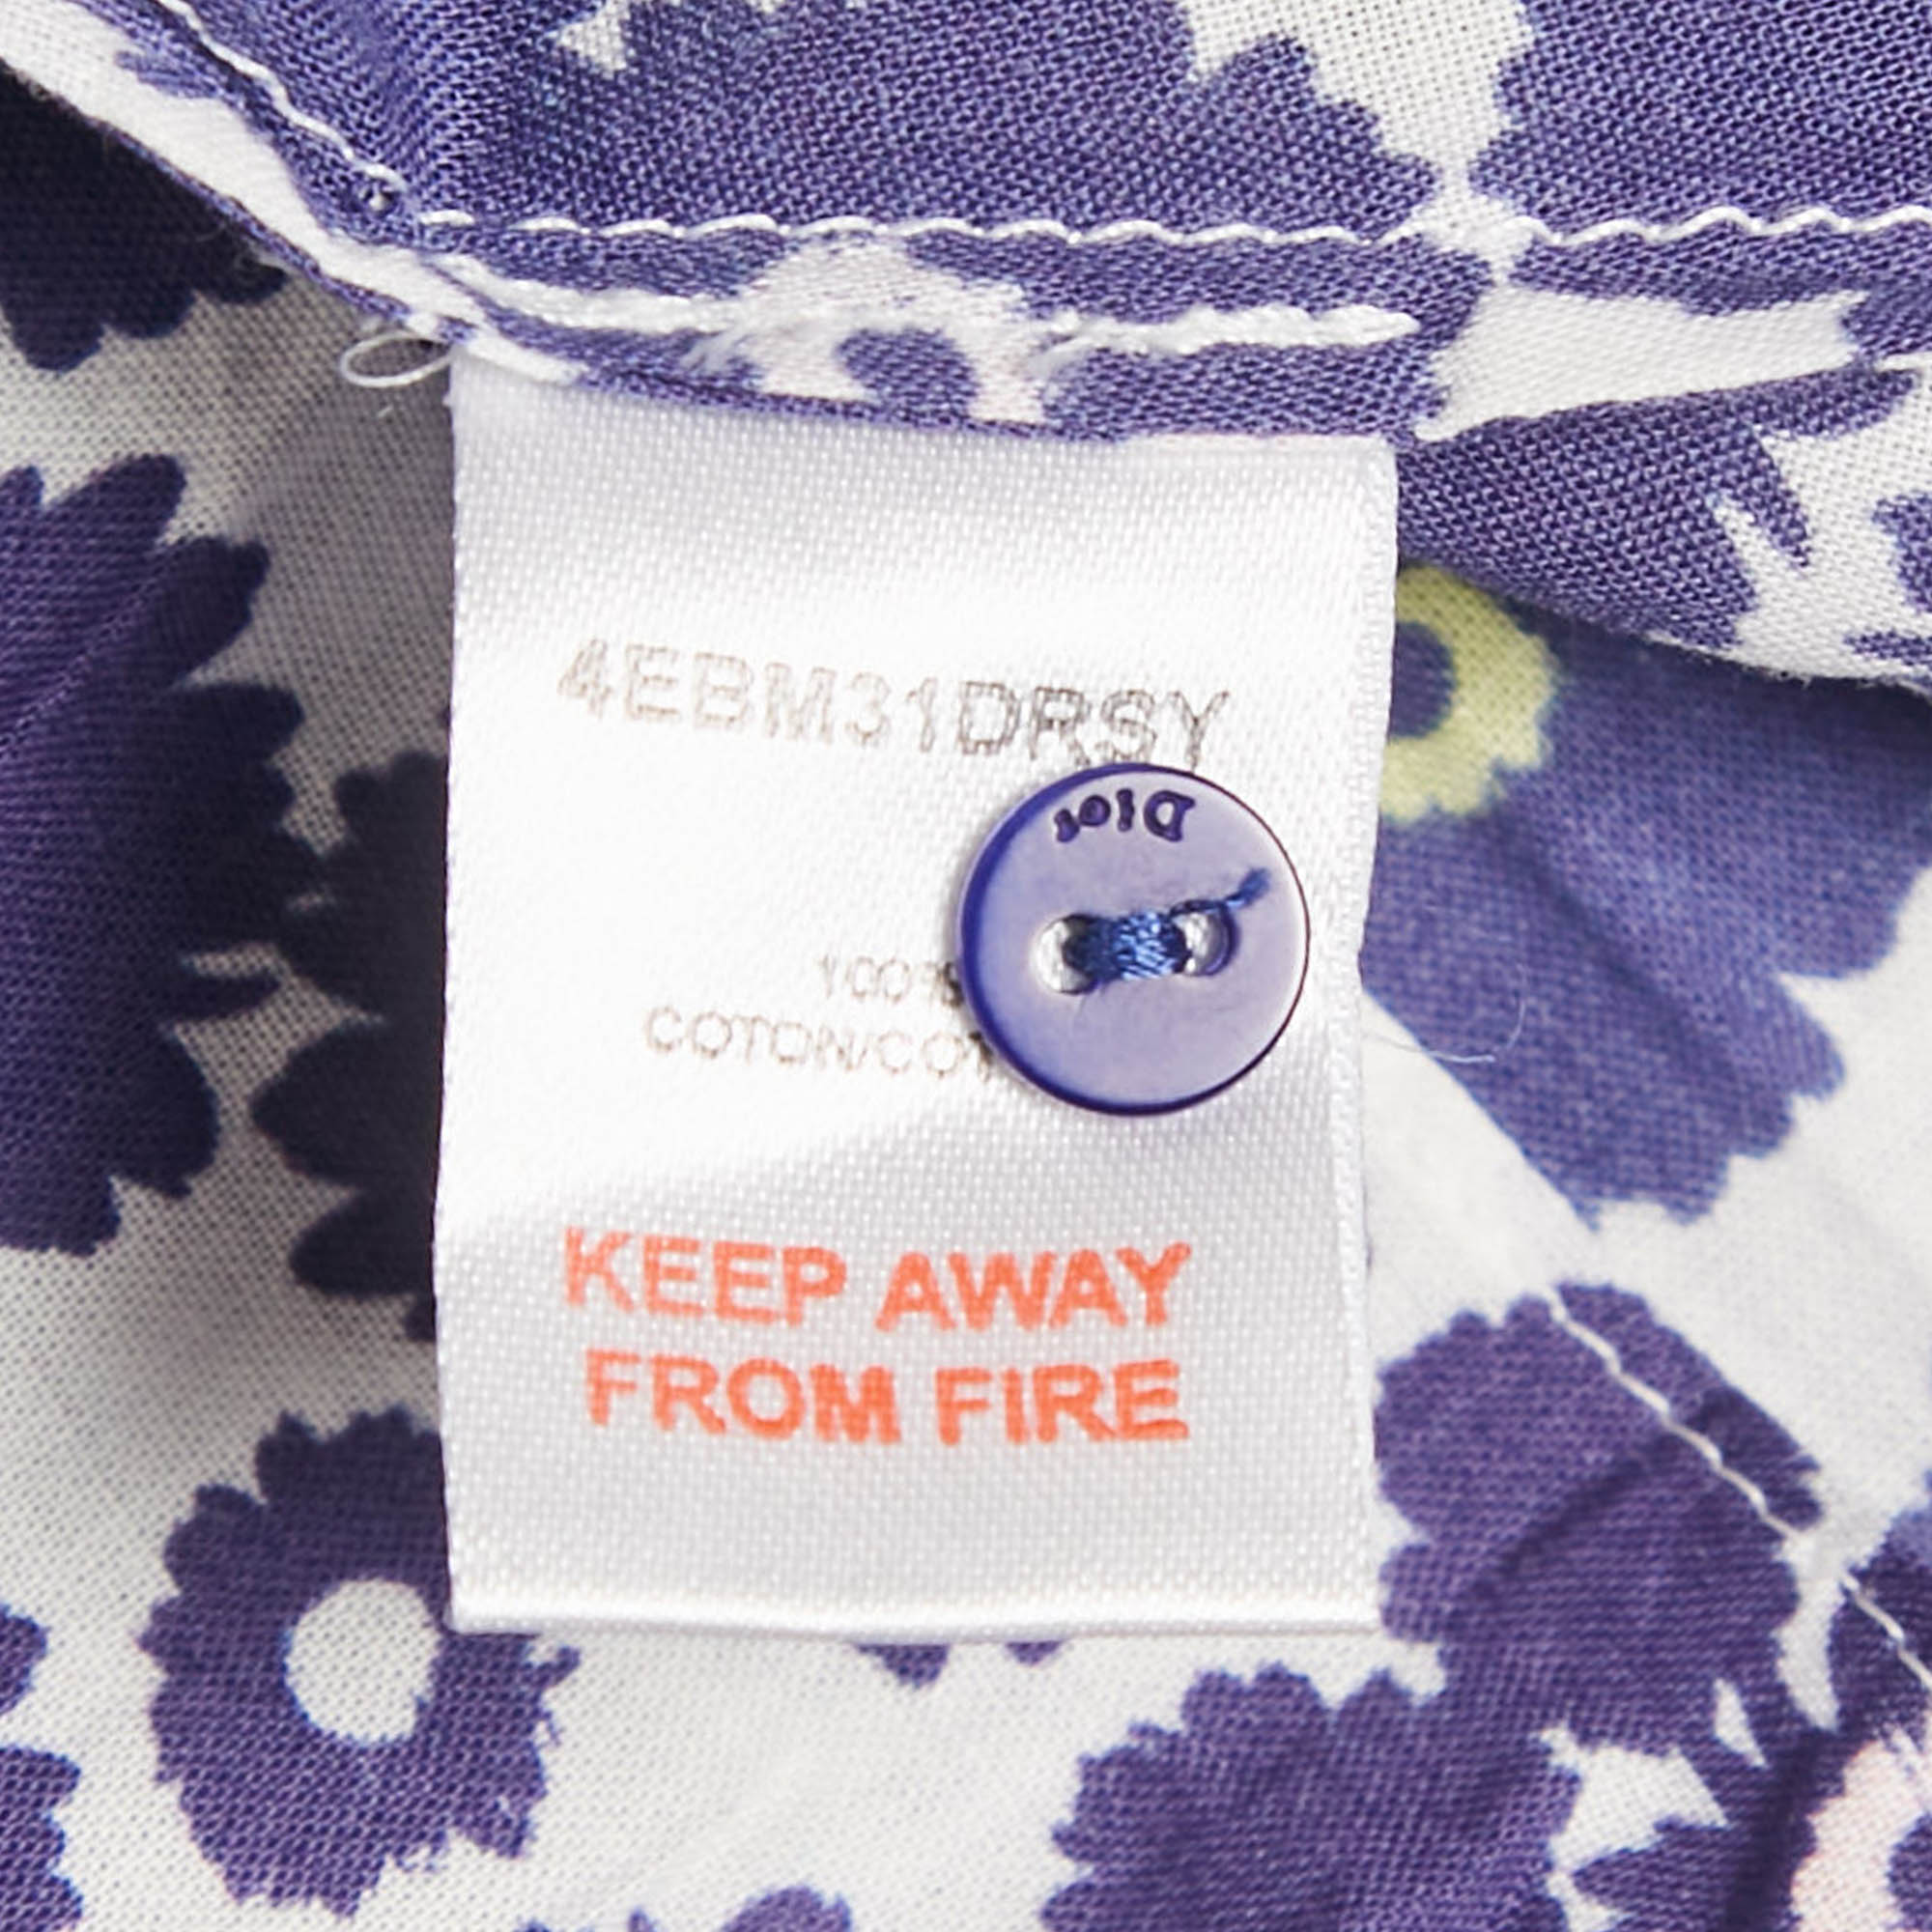 4EBM31DRSY
Dior
100%
COTON/COT
KEEP AWAY
FROM FIRE